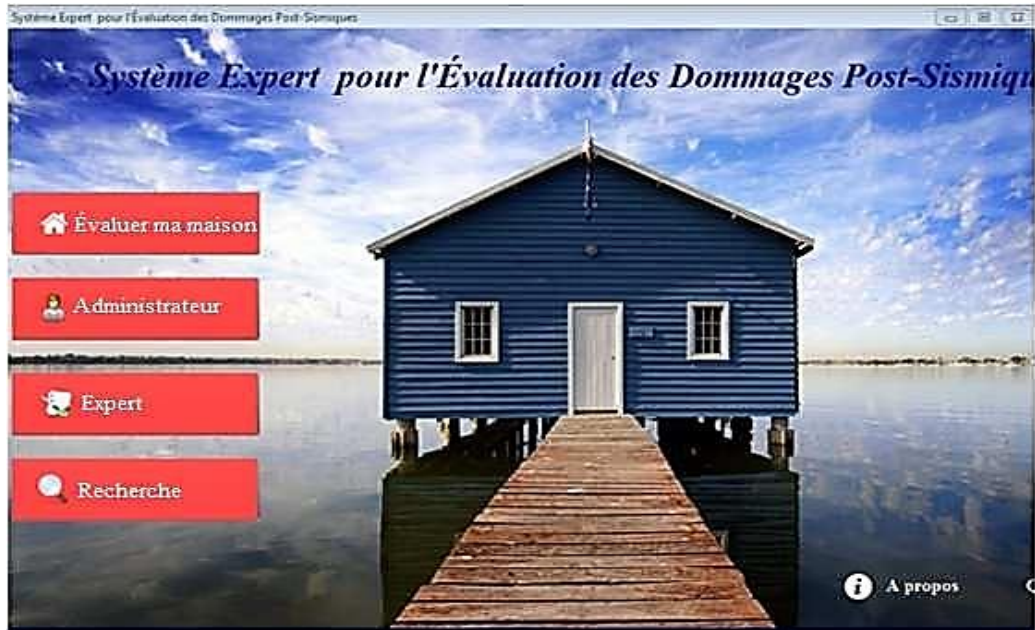 Système Expert pour l'Évaluation des Dommages Post-Sismiques
Système Expert pour l'Évaluation des Dommages Post-Sismiqu
Évaluer ma maison
Administrateur
Expert
Recherche
A propos